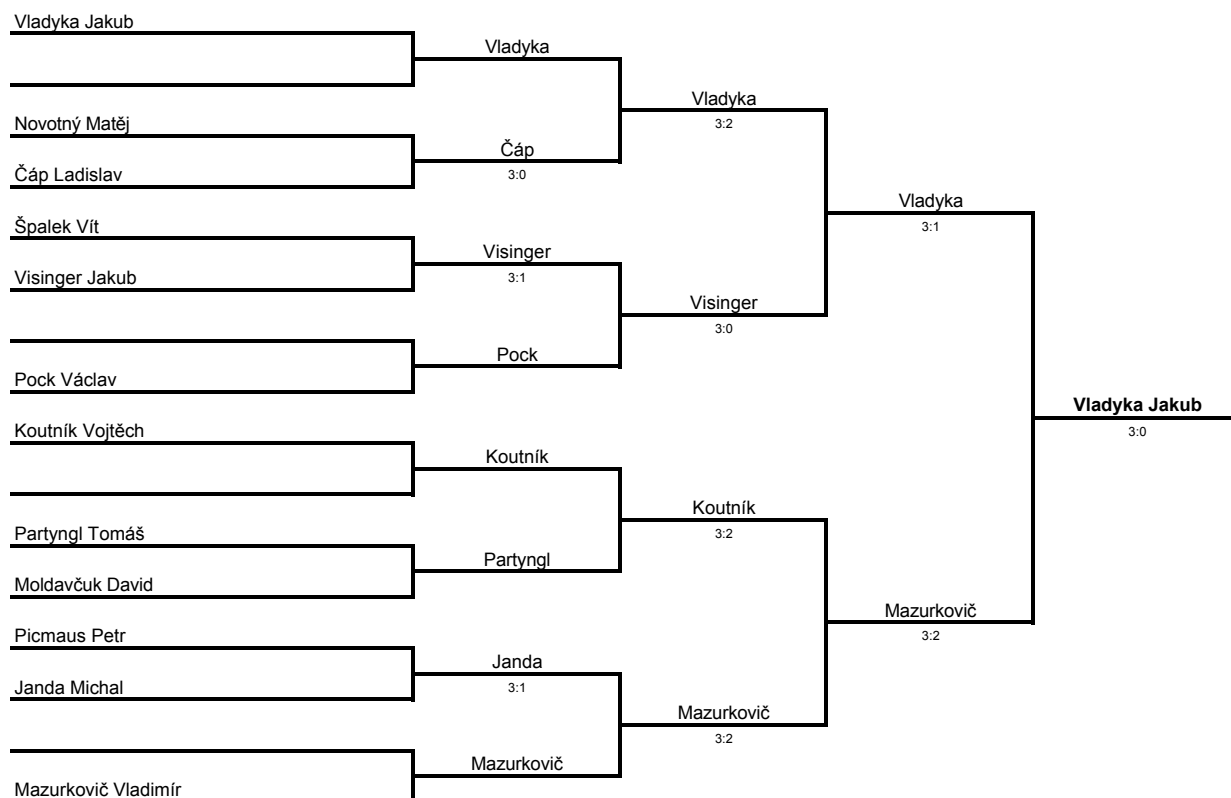 Vladyka Jakub
Vladyka
Vladyka
3:2
Novotný Matěj
Čáp
3:0
Čáp Ladislav
Vladyka
3:1
Špalek Vít
Visinger
3:1
Visinger Jakub
Visinger
3:0
Pock
Pock Václav
Vladyka Jakub
3:0
Koutník Vojtěch
Koutník
Koutník
3:2
Partyngl Tomáš
Partyngl
Moldavčuk David
Mazurkovič
3:2
Picmaus Petr
Janda
3:1
Janda Michal
Mazurkovič
3:2
Mazurkovič
Mazurkovič Vladimír